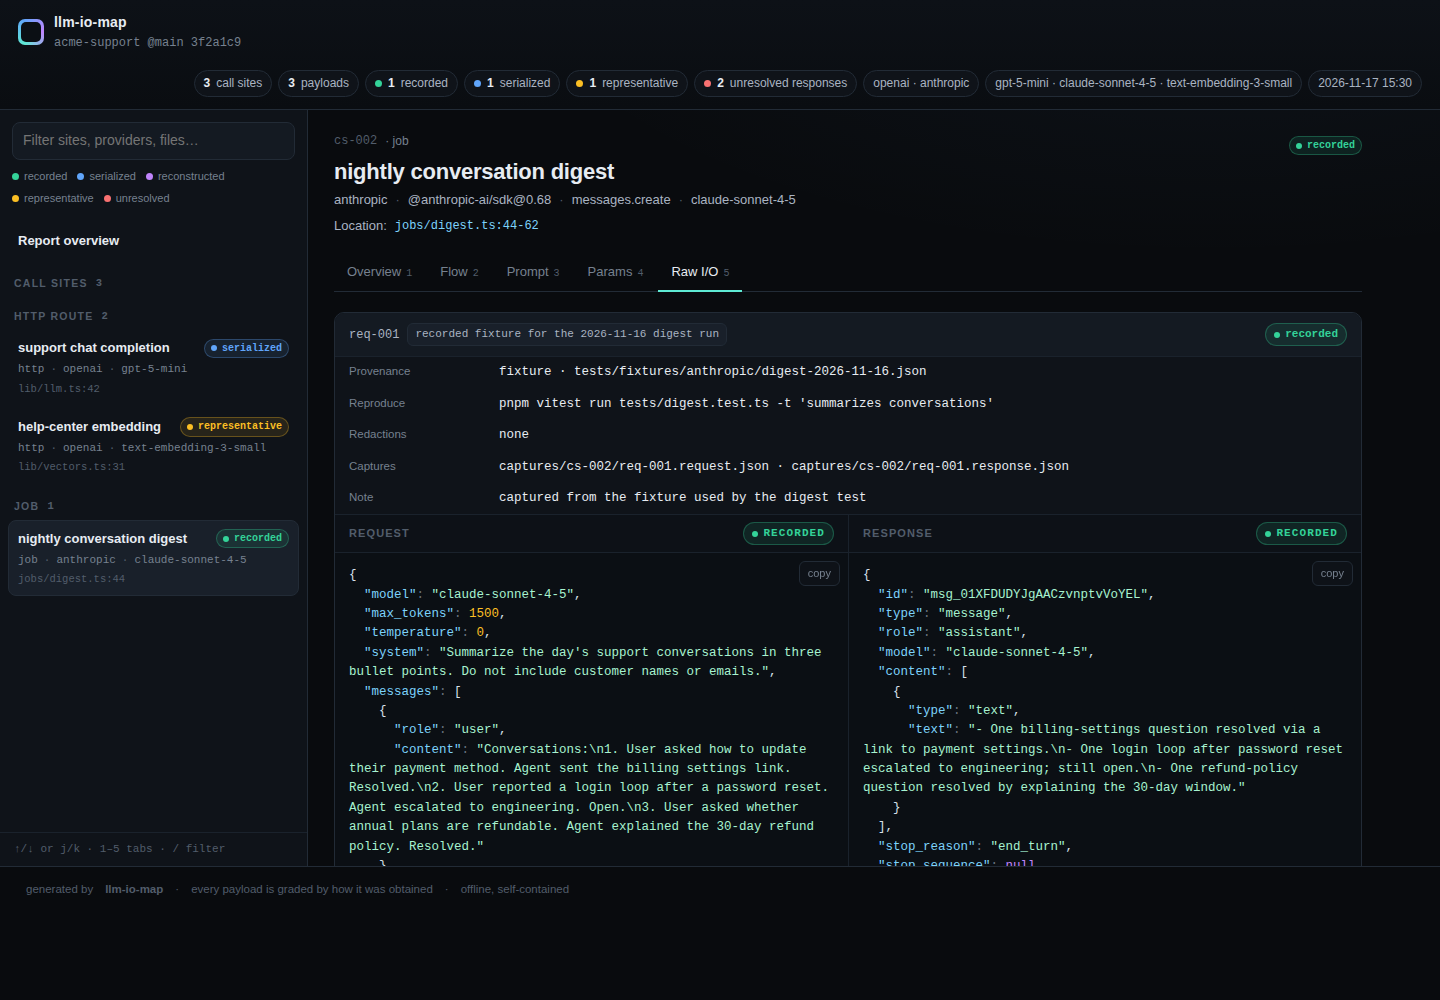 llm-io-map
acme-support @main 3f2a1c9
3 call sites 3 payloads 1 recorded 1 serialized 1 representative 2 unresolved responses openai · anthropic gpt-5-mini · claude-sonnet-4-5 · text-embedding-3-small 2026-11-17 15:30
Filter sites, providers, files…
recorded serialized reconstructed
representative unresolved
Report overview
CALL SITES 3
HTTP ROUTE 2
support chat completion serialized
http · openai · gpt-5-mini
lib/llm.ts:42
help-center embedding representative
http · openai · text-embedding-3-small
lib/vectors.ts:31
JOB 1
nightly conversation digest recorded
job · anthropic · claude-sonnet-4-5
jobs/digest.ts:44
↑/↓ or j/k · 1–5 tabs · / filter
cs-002 · job recorded
nightly conversation digest
anthropic · @anthropic-ai/sdk@0.68 · messages.create · claude-sonnet-4-5
Location: jobs/digest.ts:44-62
Overview 1 Flow 2 Prompt 3 Params 4 Raw I/O 5
req-001 recorded fixture for the 2026-11-16 digest run recorded
Provenance fixture · tests/fixtures/anthropic/digest-2026-11-16.json
Reproduce pnpm vitest run tests/digest.test.ts -t 'summarizes conversations'
Redactions none
Captures captures/cs-002/req-001.request.json · captures/cs-002/req-001.response.json
Note captured from the fixture used by the digest test
REQUEST RECORDED
copy
{
"model": "claude-sonnet-4-5",
"max_tokens": 1500,
"temperature": 0,
"system": "Summarize the day's support conversations in three
bullet points. Do not include customer names or emails.",
"messages": [
{
"role": "user",
"content": "Conversations:\n1. User asked how to update
their payment method. Agent sent the billing settings link.
Resolved.\n2. User reported a login loop after a password reset.
Agent escalated to engineering. Open.\n3. User asked whether
annual plans are refundable. Agent explained the 30-day refund
policy. Resolved."
}
RESPONSE RECORDED
copy
{
"id": "msg_01XFDUDYJgAACzvnptvVoYEL",
"type": "message",
"role": "assistant",
"model": "claude-sonnet-4-5",
"content": [
{
"type": "text",
"text": "- One billing-settings question resolved via a
link to payment settings.\n- One login loop after password reset
escalated to engineering; still open.\n- One refund-policy
question resolved by explaining the 30-day window."
}
],
"stop_reason": "end_turn",
"stop_sequence": null
generated by llm-io-map · every payload is graded by how it was obtained · offline, self-contained